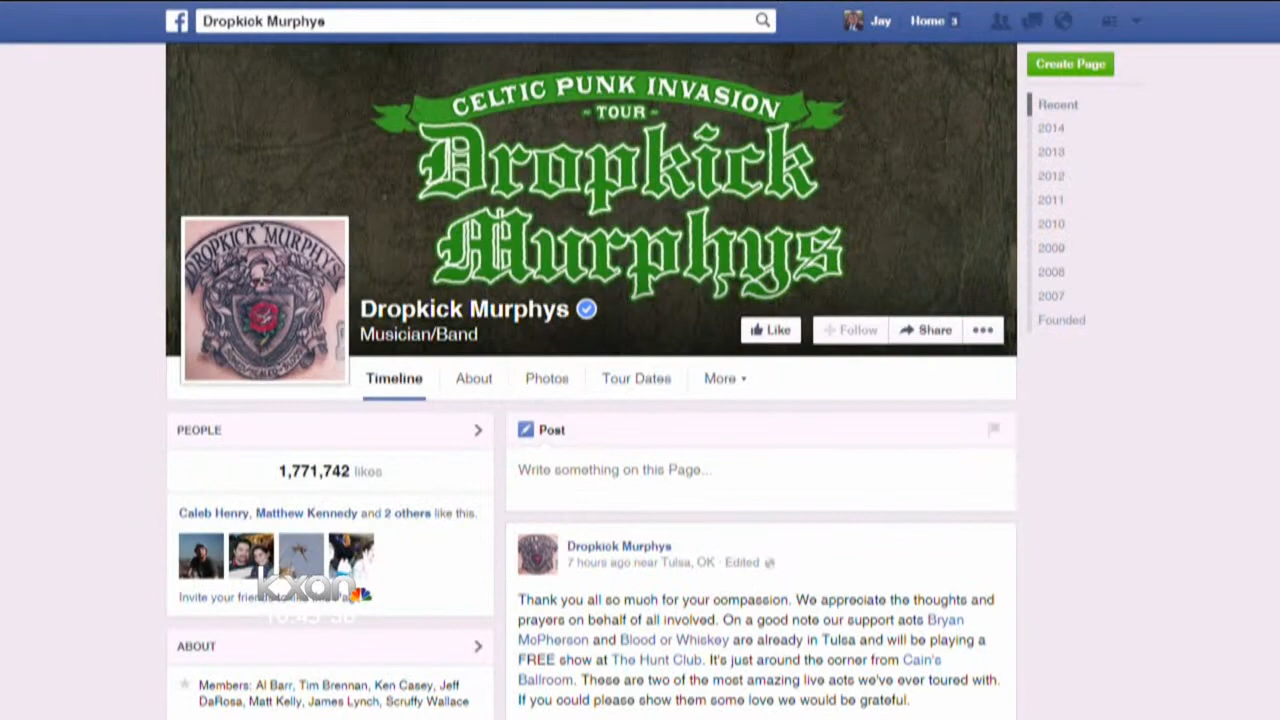 Dropkick Murphys
Jay Home 3
Create Page
CELTIC PUNK INVASION
- TOUR -
Dropkick
Murphys
DROPKICK MURPHYS
Dropkick Murphys
Musician/Band
Like
Follow
Share
Timeline
About
Photos
Tour Dates
More
Recent
2014
2013
2012
2011
2010
2009
2008
2007
Founded
PEOPLE
1,771,742 likes
Caleb Henry, Matthew Kennedy and 2 others like this.
Invite your
kxan
ABOUT
Members: Al Barr, Tim Brennan, Ken Casey, Jeff
DaRosa, Matt Kelly, James Lynch, Scruffy Wallace
Post
Write something on this Page...
Dropkick Murphys
7 hours ago near Tulsa, OK · Edited
Thank you all so much for your compassion. We appreciate the thoughts and
prayers on behalf of all involved. On a good note our support acts Bryan
McPherson and Blood or Whiskey are already in Tulsa and will be playing a
FREE show at The Hunt Club. It's just around the corner from Cain's
Ballroom. These are two of the most amazing live acts we've ever toured with.
If you could please show them some love we would be grateful.